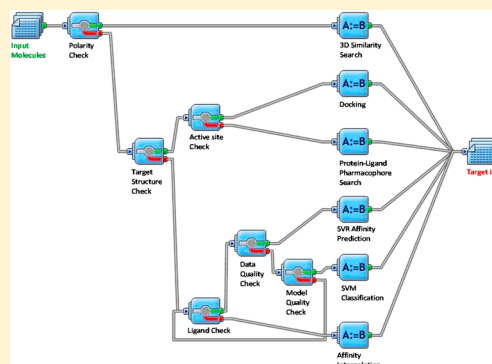 Input
Molecules
Polarity
Check
A:=B
3D Similarity
Search
A:=B
Docking
Active site
Check
A:=B
Protein-Ligand
Pharmacophore
Search
Target
Structure
Check
Target L
A:=B
SVR Affinity
Prediction
Data
Quality
Check
Model
Quality
Check
A:=B
SVM
Classification
Ligand Check
A:=B
Affinity